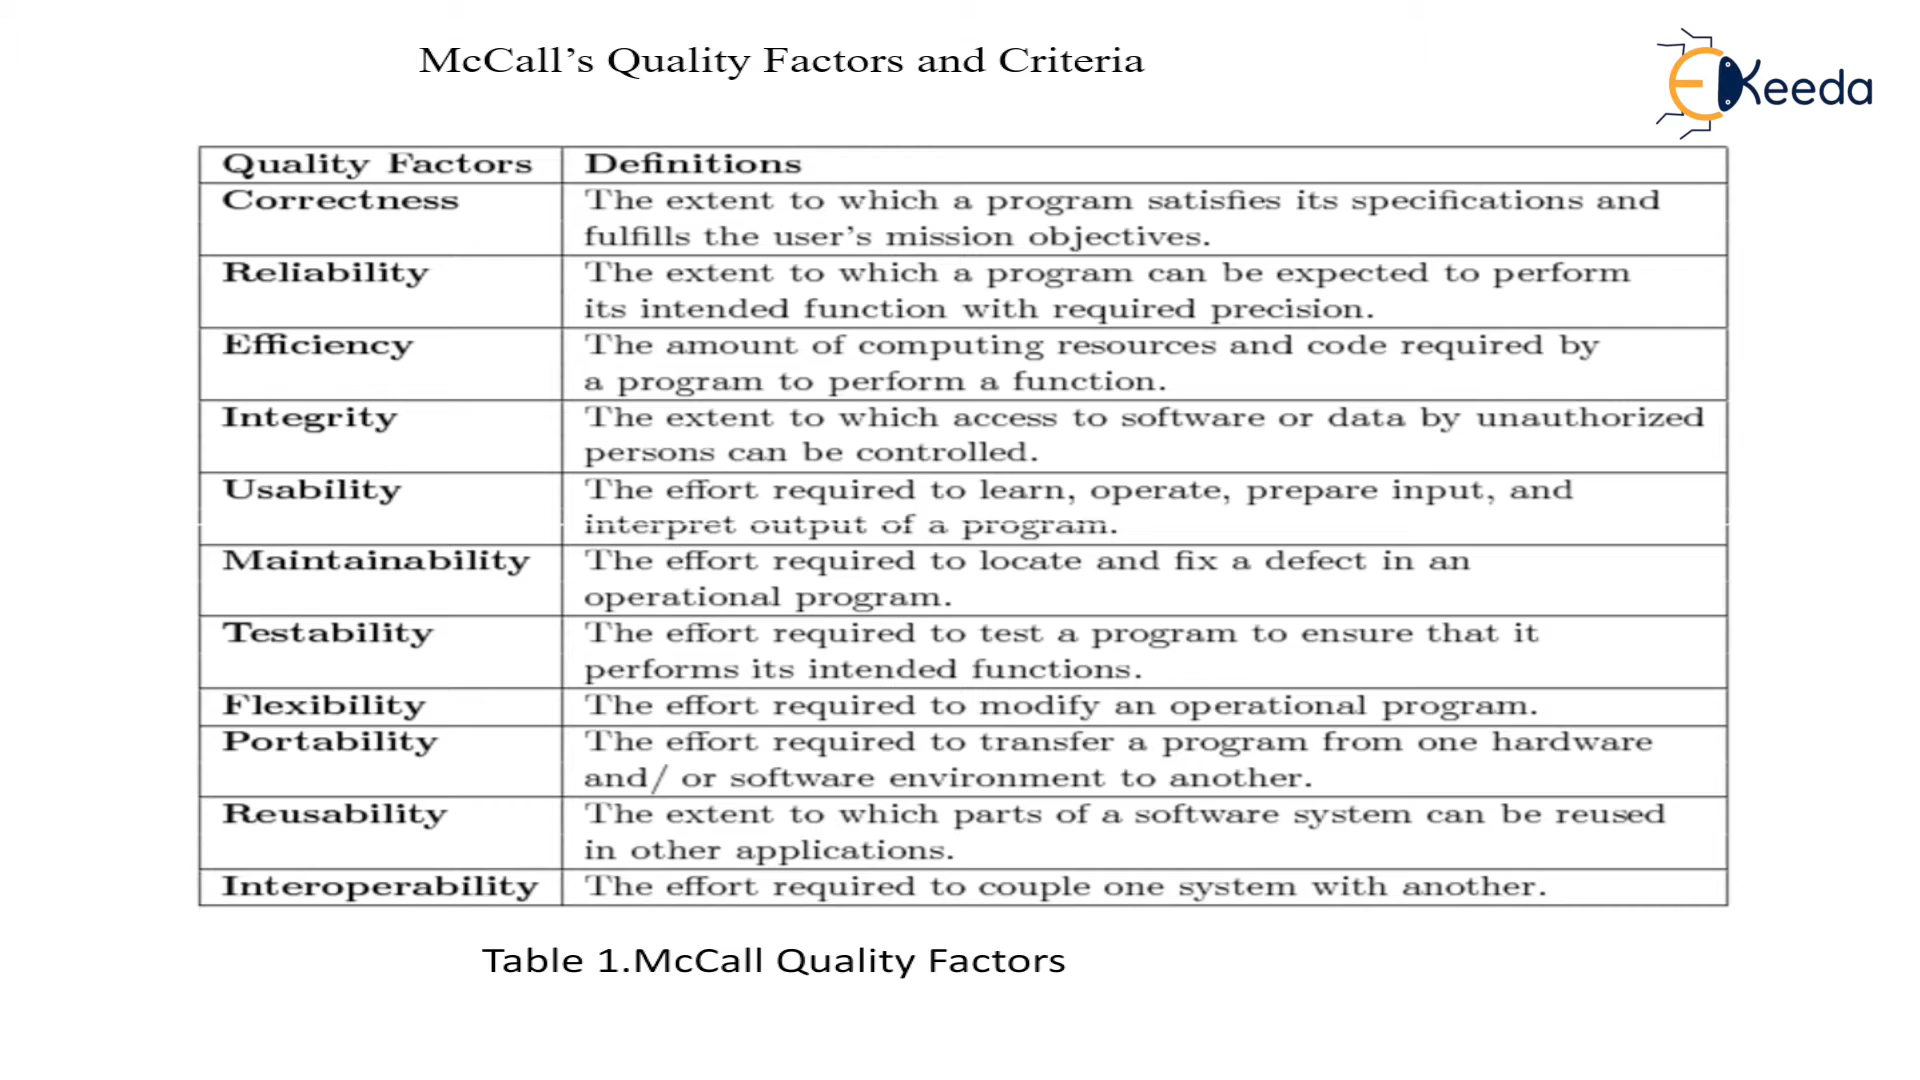 McCall's Quality Factors and Criteria
EKeeda
Quality Factors Definitions
Correctness The extent to which a program satisfies its specifications and
fulfills the user's mission objectives.
Reliability The extent to which a program can be expected to perform
its intended function with required precision.
Efficiency The amount of computing resources and code required by
a program to perform a function.
Integrity The extent to which access to software or data by unauthorized
persons can be controlled.
Usability The effort required to learn, operate, prepare input, and
interpret output of a program.
Maintainability The effort required to locate and fix a defect in an
operational program.
Testability The effort required to test a program to ensure that it
performs its intended functions.
Flexibility The effort required to modify an operational program.
Portability The effort required to transfer a program from one hardware
and/ or software environment to another.
Reusability The extent to which parts of a software system can be reused
in other applications.
Interoperability The effort required to couple one system with another.
Table 1.McCall Quality Factors